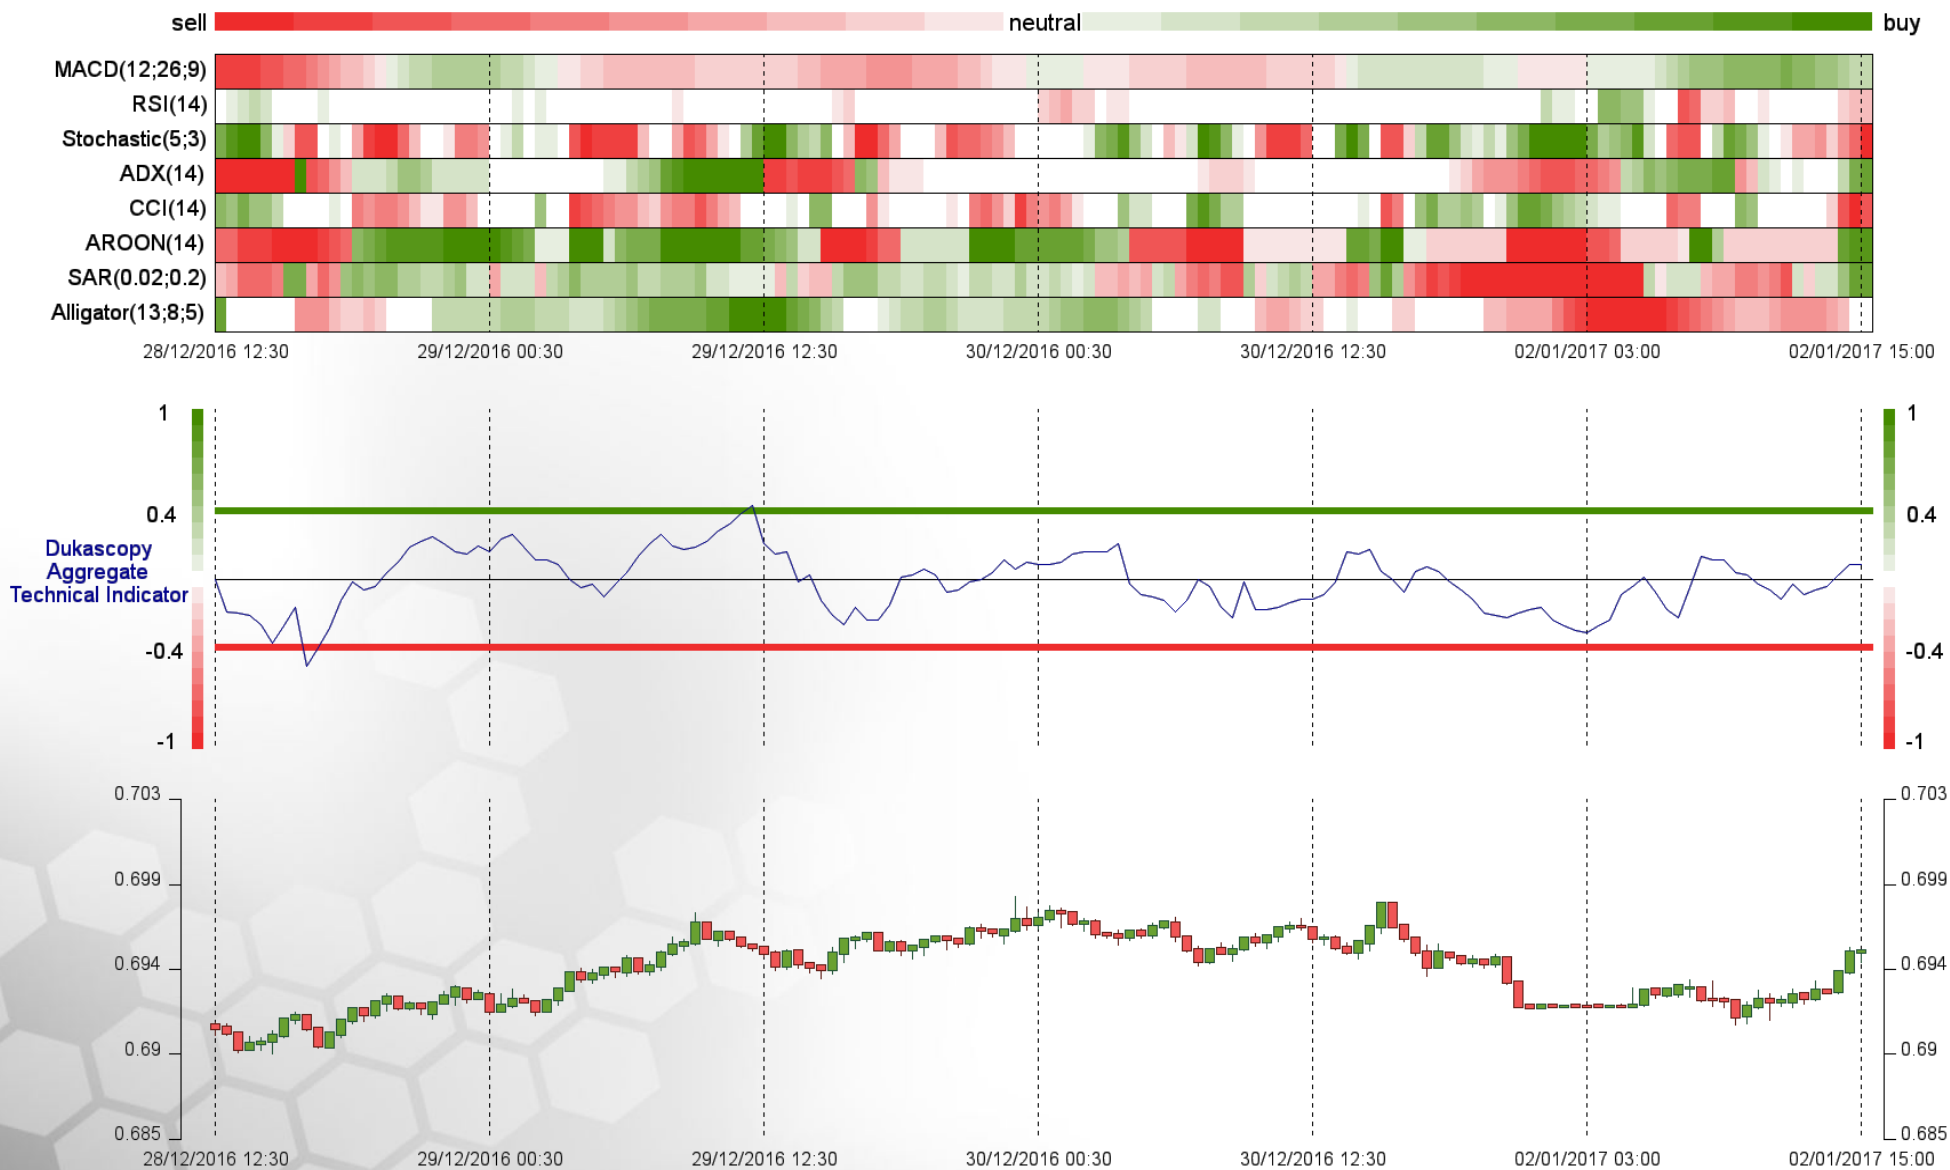 sell neutral buy
MACD(12;26;9)
RSI(14)
Stochastic(5;3)
ADX(14)
CCI(14)
AROON(14)
SAR(0.02;0.2)
Alligator(13;8;5)
28/12/2016 12:30 29/12/2016 00:30 29/12/2016 12:30 30/12/2016 00:30 30/12/2016 12:30 02/01/2017 03:00 02/01/2017 15:00
1 1
0.4 0.4
Dukascopy
Aggregate
Technical Indicator
-0.4 -0.4
-1 -1
0.703 0.703
0.699 0.699
0.694 0.694
0.69 0.69
0.685 0.685
28/12/2016 12:30 29/12/2016 00:30 29/12/2016 12:30 30/12/2016 00:30 30/12/2016 12:30 02/01/2017 03:00 02/01/2017 15:00